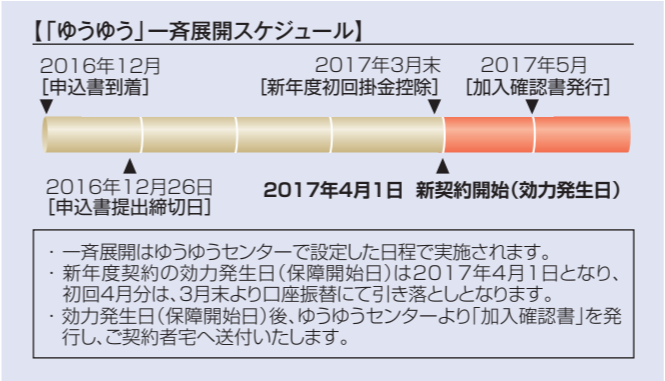 【「ゆうゆう」一斉展開スケジュール】
2016年12月
[申込書到着]
2017年3月末
[新年度初回掛金控除]
2017年5月
[加入確認書発行]
2016年12月26日
[申込書提出締切日]
2017年4月1日 新契約開始(効力発生日)
・一斉展開はゆうゆうセンターで設定した日程で実施されます。
・新年度契約の効力発生日(保障開始日)は2017年4月1日となり、
初回4月分は、3月末より口座振替にて引き落としとなります。
・効力発生日(保障開始日)後、ゆうゆうセンターより「加入確認書」を発
行し、ご契約者宅へ送付いたします。